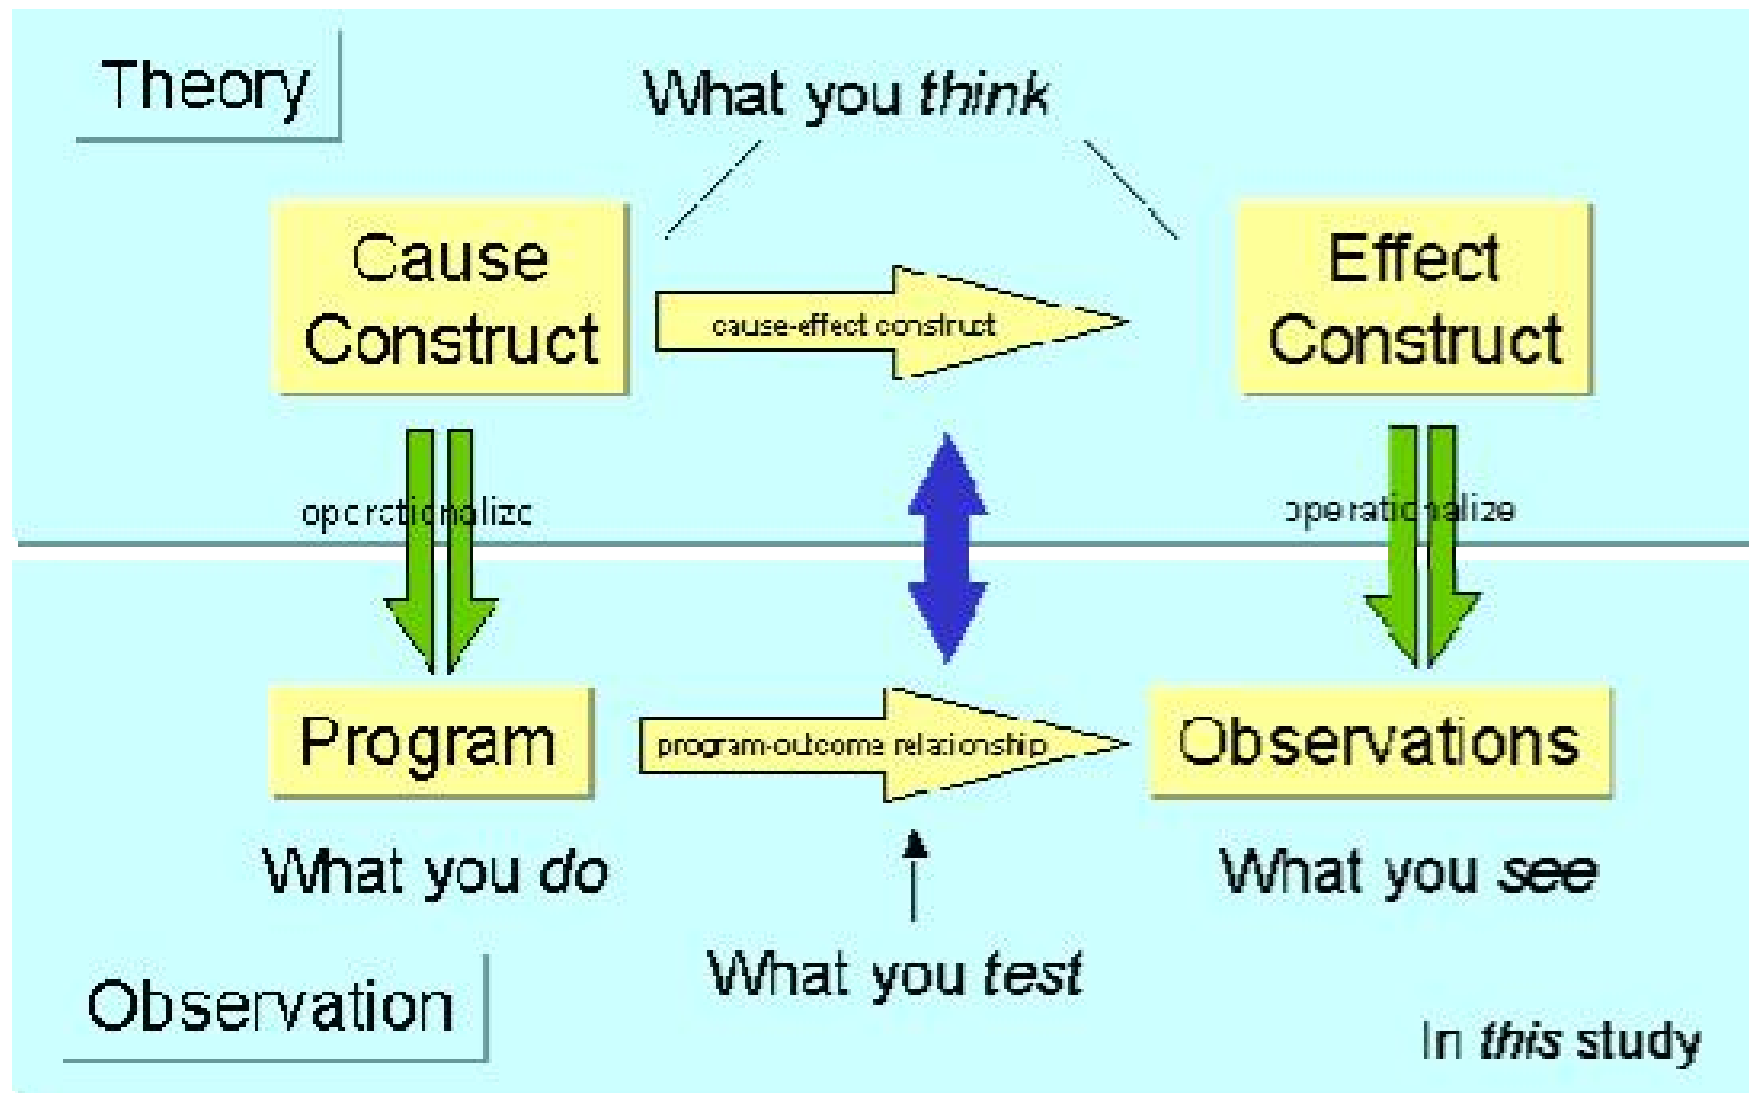 Theory
What you think
Cause
Construct
cause-effect construct
Effect
Construct
operationalize
operationalize
Program
program-outcome relationship
Observations
What you do
What you see
What you test
Observation
In this study